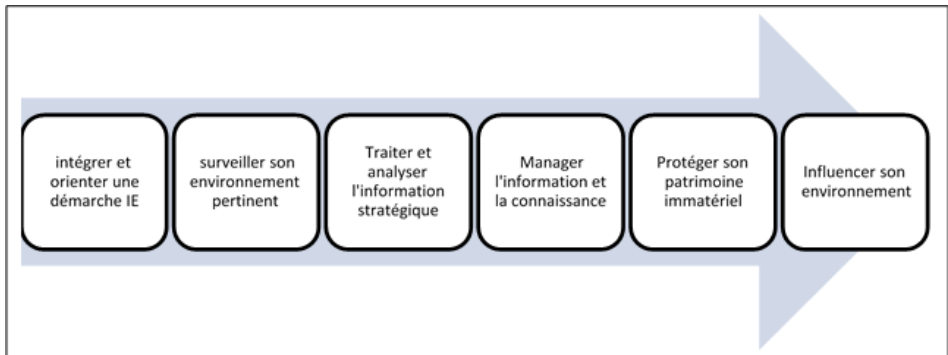 intégrer et
orienter une
démarche IE
surveiller son
environnement
pertinent
Traiter et
analyser
l'information
stratégique
Manager
l'information et
la connaissance
Protéger son
patrimoine
immatériel
Influencer son
environnement